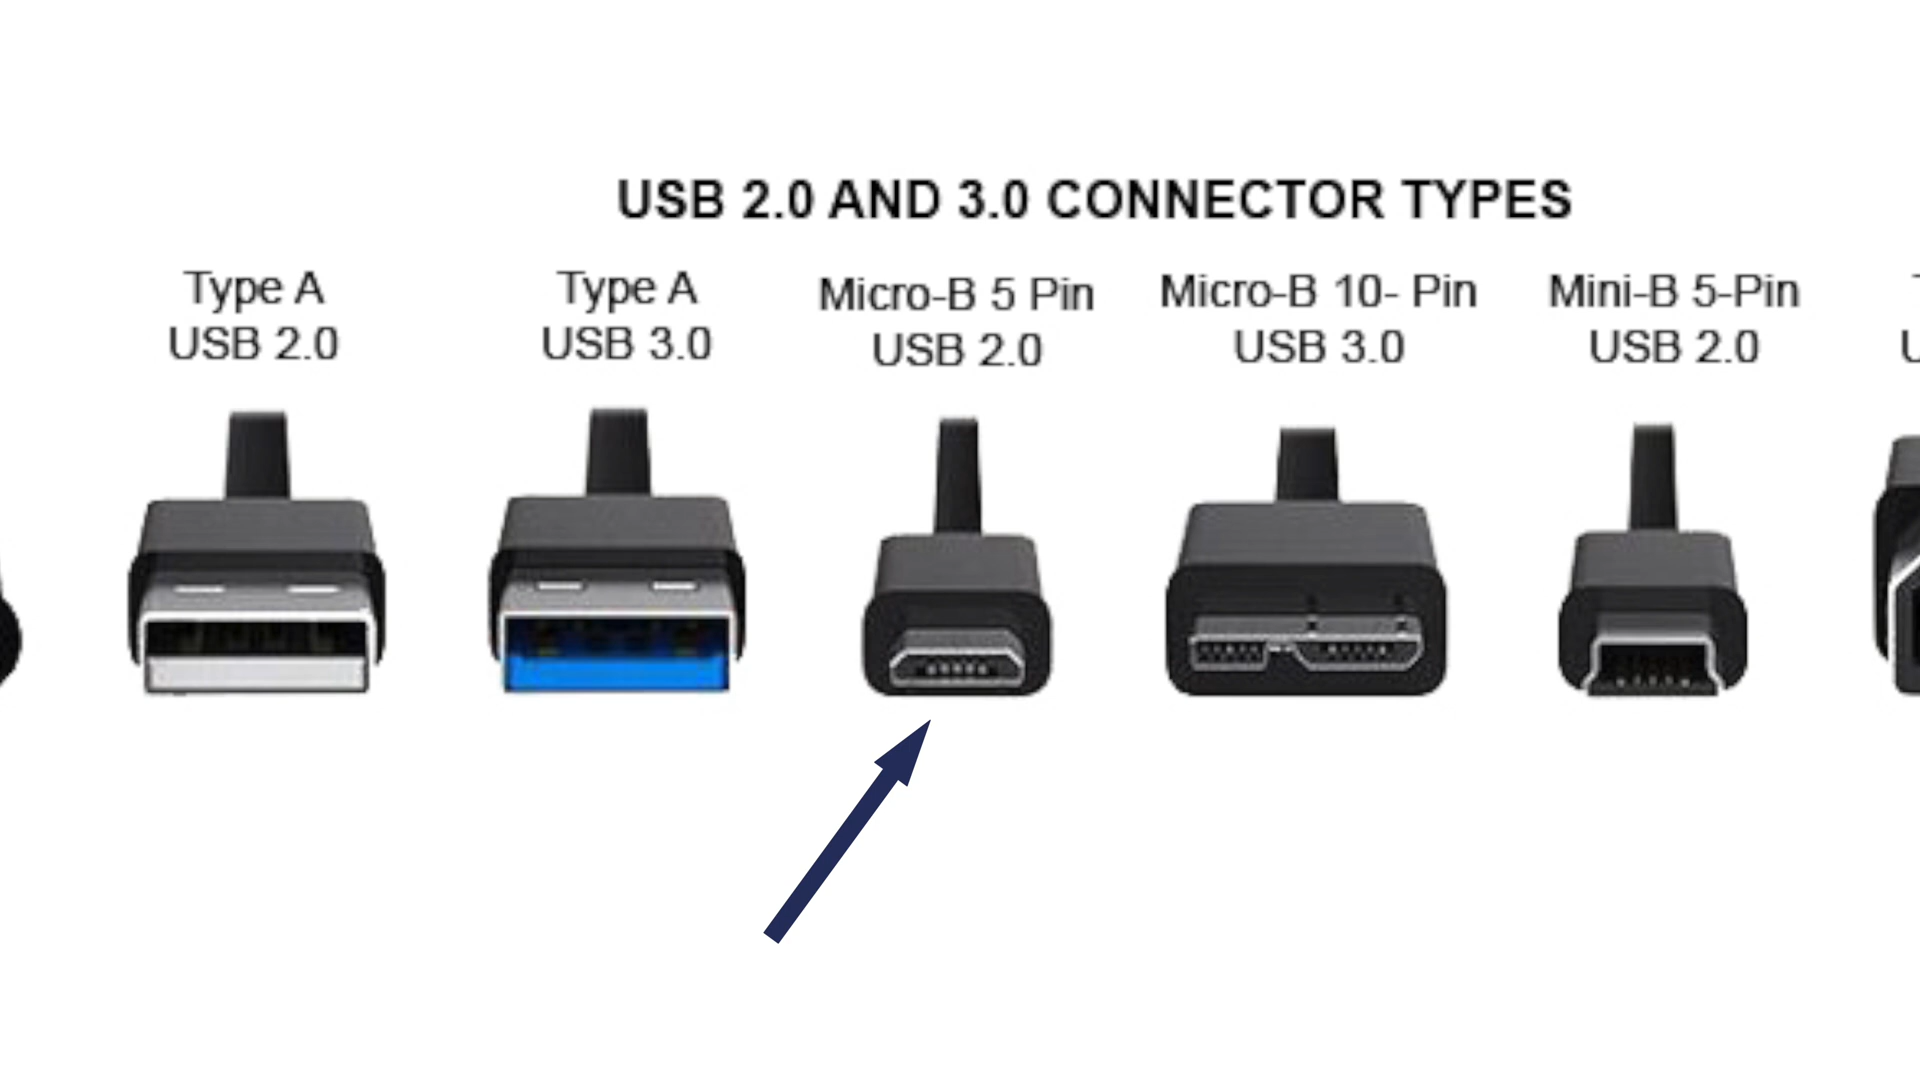 USB 2.0 AND 3.0 CONNECTOR TYPES
Type A
USB 2.0
Type A
USB 3.0
Micro-B 5 Pin
USB 2.0
Micro-B 10- Pin
USB 3.0
Mini-B 5-Pin
USB 2.0